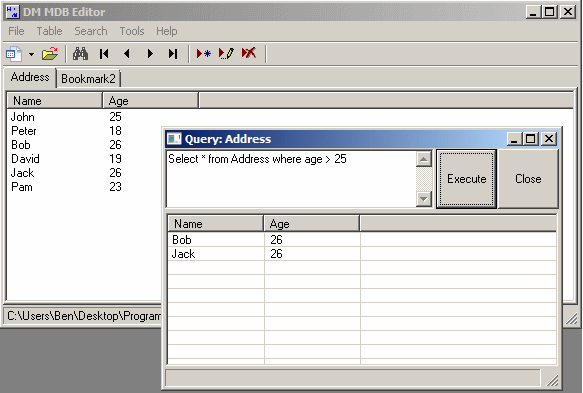 DM MDB Editor
File Table Search Tools Help
Address Bookmark2
Name Age
John 25
Peter 18
Bob 26
David 19
Jack 26
Pam 23
C:\Users\Ben\Desktop\Program
Query: Address
Select * from Address where age > 25
Execute Close
Name Age
Bob 26
Jack 26